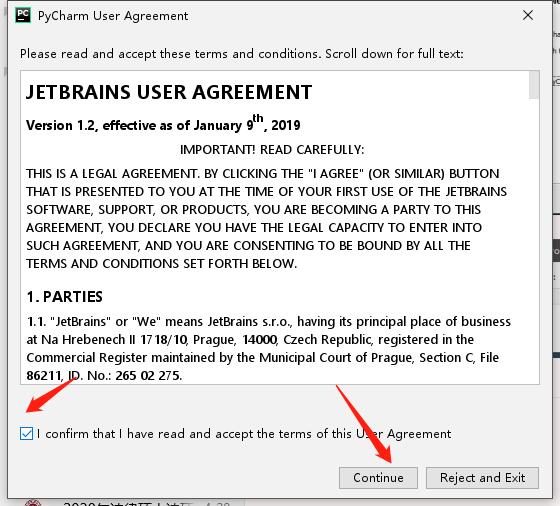 PC PyCharm User Agreement
Please read and accept these terms and conditions. Scroll down for full text:
JETBRAINS USER AGREEMENT
Version 1.2, effective as of January 9th, 2019
IMPORTANT! READ CAREFULLY:
THIS IS A LEGAL AGREEMENT. BY CLICKING THE "I AGREE" (OR SIMILAR) BUTTON
THAT IS PRESENTED TO YOU AT THE TIME OF YOUR FIRST USE OF THE JETBRAINS
SOFTWARE, SUPPORT, OR PRODUCTS, YOU ARE BECOMING A PARTY TO THIS
AGREEMENT, YOU DECLARE YOU HAVE THE LEGAL CAPACITY TO ENTER INTO
SUCH AGREEMENT, AND YOU ARE CONSENTING TO BE BOUND BY ALL THE
TERMS AND CONDITIONS SET FORTH BELOW.
1. PARTIES
1.1. "JetBrains" or "We" means JetBrains s.r.o., having its principal place of business
at Na Hrebenech II 1718/10, Prague, 14000, Czech Republic, registered in the
Commercial Register maintained by the Municipal Court of Prague, Section C, File
86211, ID. No.: 265 02 275.
I confirm that I have read and accept the terms of this User Agreement
Continue
Reject and Exit